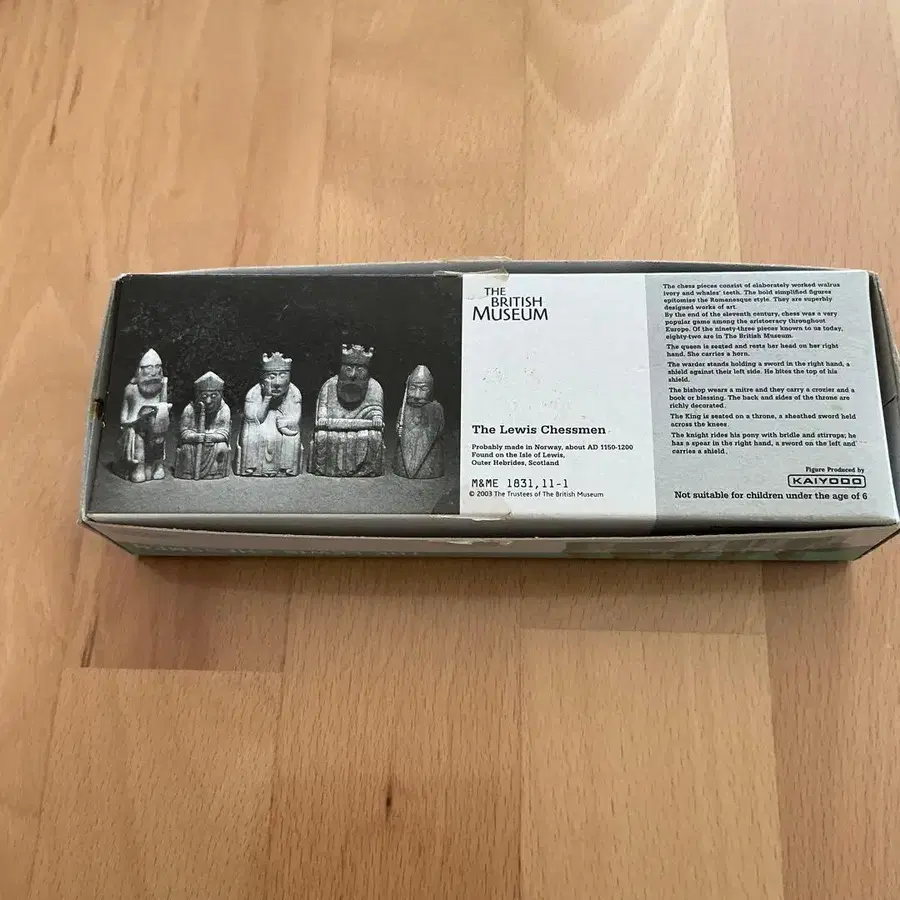 THE
BRITISH
MUSEUM
The Lewis Chessmen
Probably made in Norway, about AD 1150-1200
Found on the Isle of Lewis,
Outer Hebrides, Scotland
M&ME 1831,11-1
© 2003 The Trustees of The British Museum
The chess pieces consist of elaborately worked walrus
ivory and whales' teeth. The bold simplified figures
epitomise the Romanesque style. They are superbly
designed works of art.
By the end of the eleventh century, chess was a very
popular game among the aristocracy throughout
Europe. Of the ninety-three pieces known to us today,
eighty-two are in The British Museum.
The queen is seated and rests her head on her right
hand. She carries a horn.
The warder stands holding a sword in the right hand, a
shield against their left side. He bites the top of his
shield.
The bishop wears a mitre and they carry a crozier and a
book or blessing. The back and sides of the throne are
richly decorated.
The King is seated on a throne, a sheathed sword held
across the knees
The knight rides his pony with bridle and stirrups; he
has a spear in the right hand, a sword on the left and
carries a shield.
Figure Produced by
KAIYODO
Not suitable for children under the age of 6